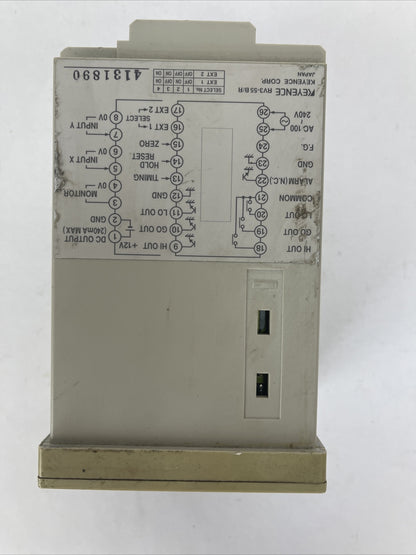 HI OUT 18
GO OUT 19
LO OUT 20
COMMON 21
ALARM (N.C.) 22
GND 23
F.G. 24
AC 100 25
~
240V 26
9 HI OUT
10 GO OUT
11 LO OUT
12 GND
13 TIMING
14 HOLD RESET
15 ZERO
16 EXT 1
SELECT
17 EXT 2
+12V 1 DC OUTPUT
(240mA MAX)
GND 2
3 MONITOR
0V 4
5 INPUT X
0V 6
7 INPUT Y
0V 8
KEYENCE RV3-55/B/R
KEYENCE CORP.
JAPAN
SELECT No. 1 2 3 4
EXT 1 OFF ON OFF ON
EXT 2 OFF OFF ON ON
4131890